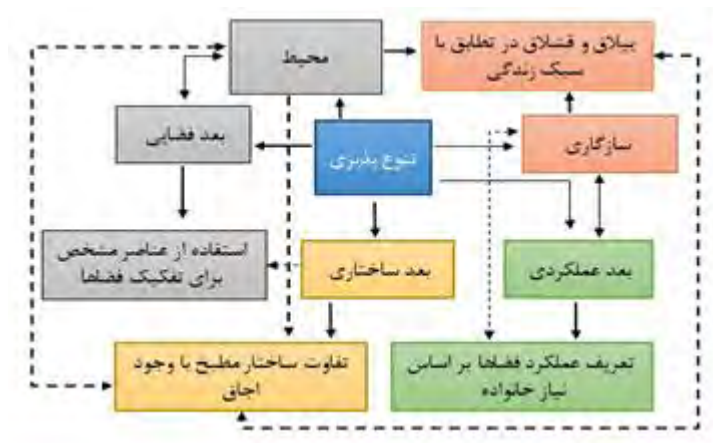 محیط
ییلاق و قشلاق در تطابق با
سبک زندگی
بعد فضایی
تنوع پذیری
سازگاری
استفاده از عناصر مشخص
برای تفکیک فضاها
بعد ساختاری
بعد عملکردی
تفاوت ساختار مطبخ با وجود
اجاق
تعریف عملکرد فضاها بر اساس
نیاز خانواده